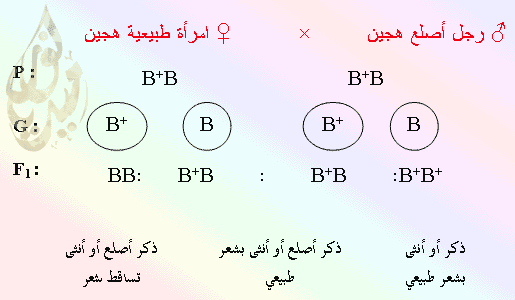 ♂ رجل أصلع هجين × ♀ امرأة طبيعية هجين
P : B⁺B B⁺B
G : B⁺ B B⁺ B
F₁ : BB: B⁺B : B⁺B :B⁺B⁺
ذكر أو أنثى ذكر أصلع أو أنثى بشعر ذكر أصلع أو أنثى
بشعر طبيعي طبيعي تساقط شعر